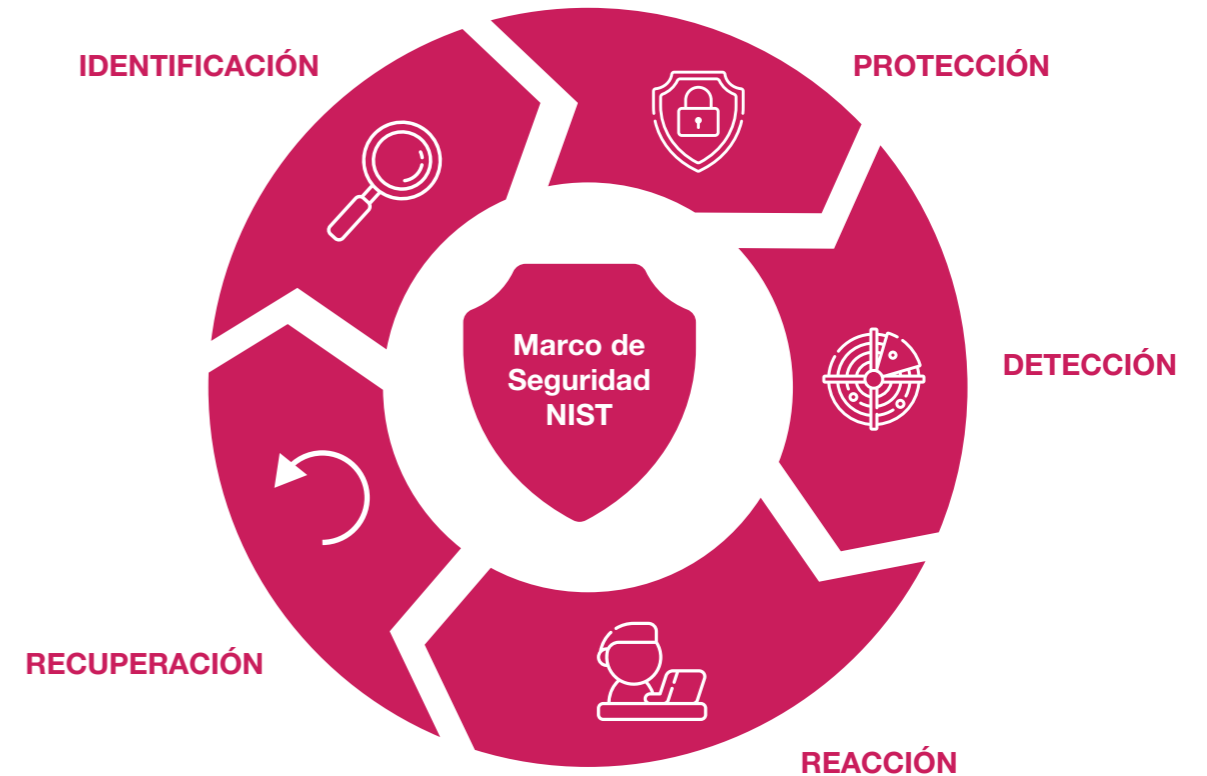 IDENTIFICACIÓN
PROTECCIÓN
Marco de
Seguridad
NIST
DETECCIÓN
RECUPERACIÓN
REACCIÓN